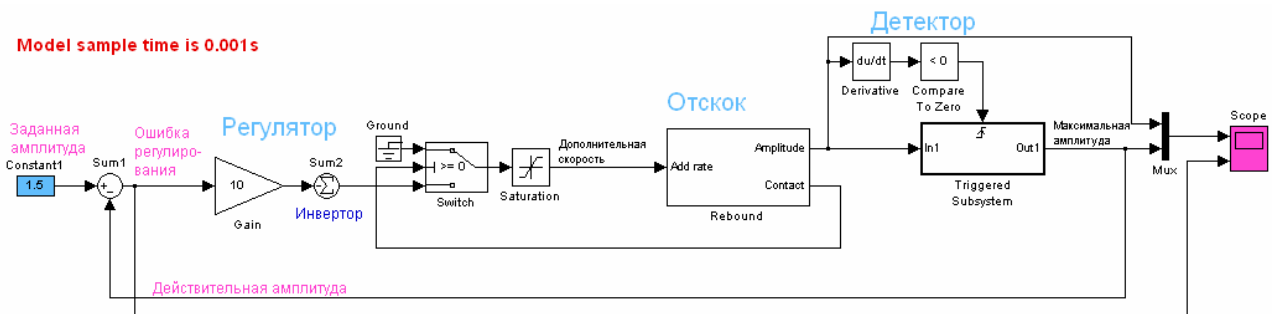 Детектор
Model sample time is 0.001s
du/dt
< 0
Derivative
Compare
To Zero
Отскок
Заданная
амплитуда
Constant1
1.5
Sum1
Ошибка
регулиро-
вания
Регулятор
10
Gain
Sum2
Инвертор
Ground
>= 0
Switch
Saturation
Дополнительная
скорость
Add rate
Amplitude
Contact
Rebound
In1
Out1
Triggered
Subsystem
Максимальная
амплитуда
Mux
Scope
Действительная амплитуда